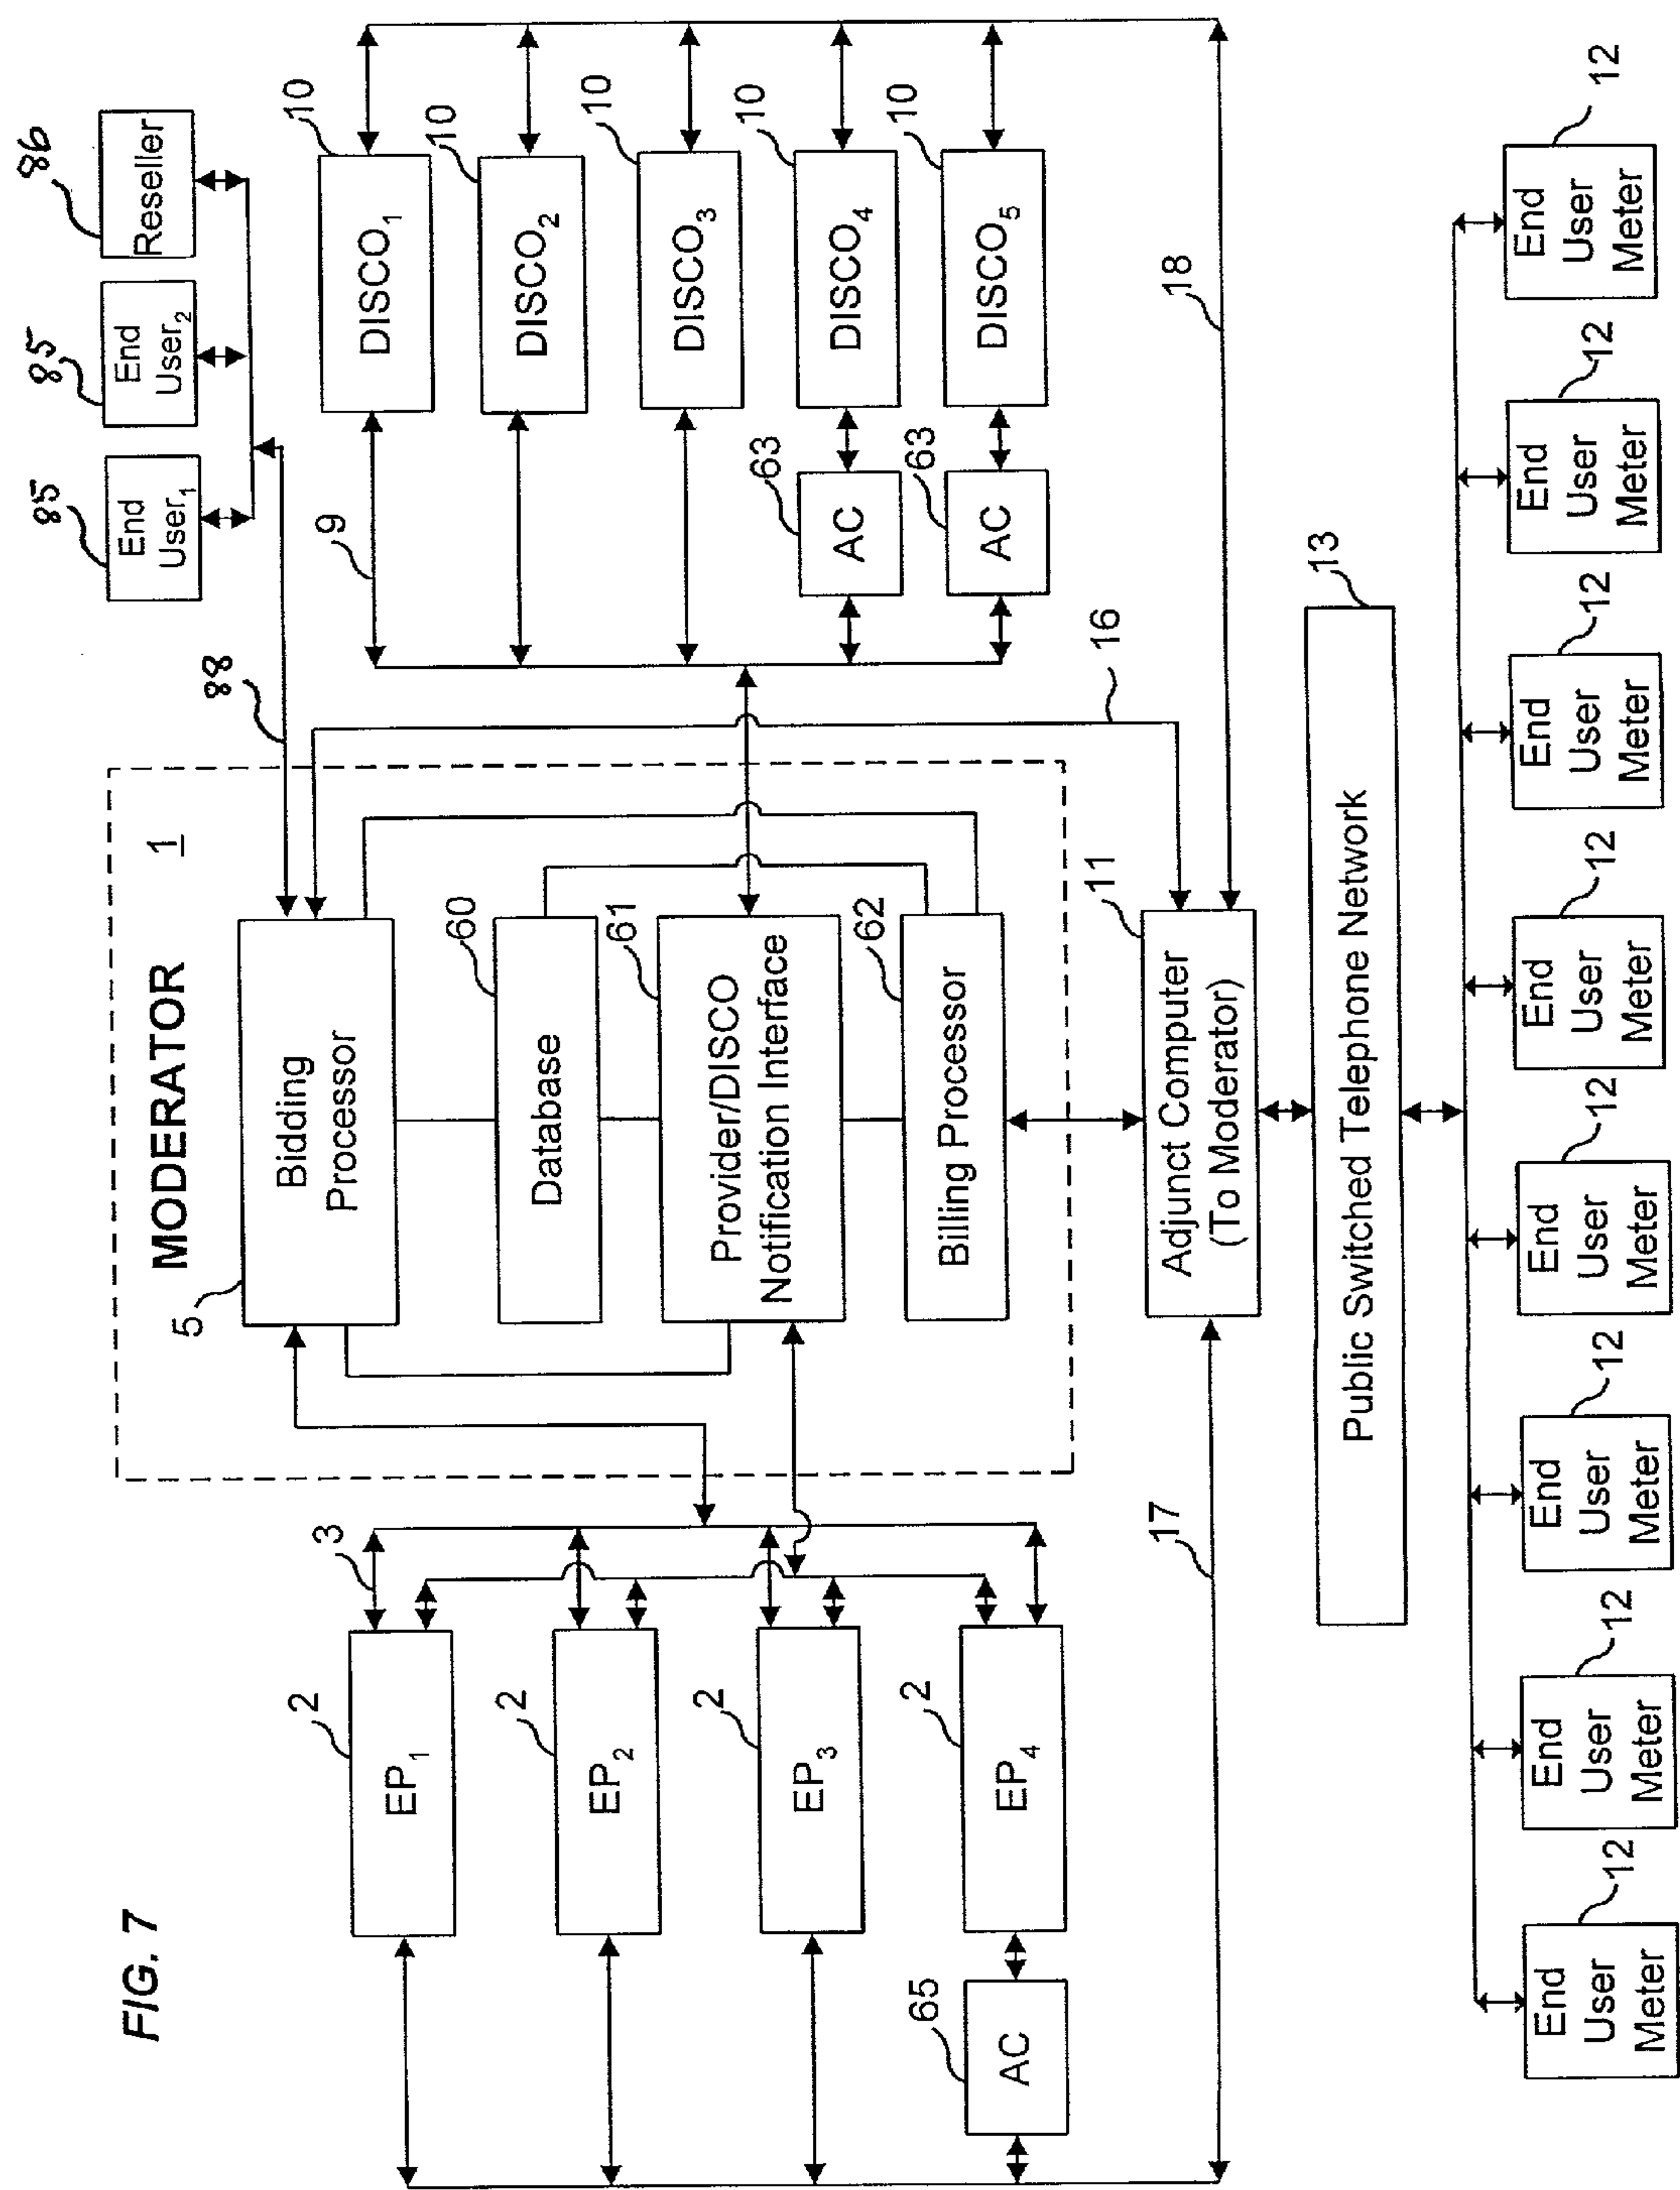 FIG. 7
MODERATOR
1
5
Bidding
Processor
60
Database
61
Provider/DISCO
Notification Interface
62
Billing Processor
3
2
EP1
2
EP2
2
EP3
2
EP4
65
AC
85
End
User1
85
End
User2
86
Reseller
88
9
10
DISCO1
10
DISCO2
10
DISCO3
10
DISCO4
10
DISCO5
63
AC
63
AC
16
17
18
11
Adjunct Computer
(To Moderator)
13
Public Switched Telephone Network
12
End
User
Meter
12
End
User
Meter
12
End
User
Meter
12
End
User
Meter
12
End
User
Meter
12
End
User
Meter
12
End
User
Meter
12
End
User
Meter